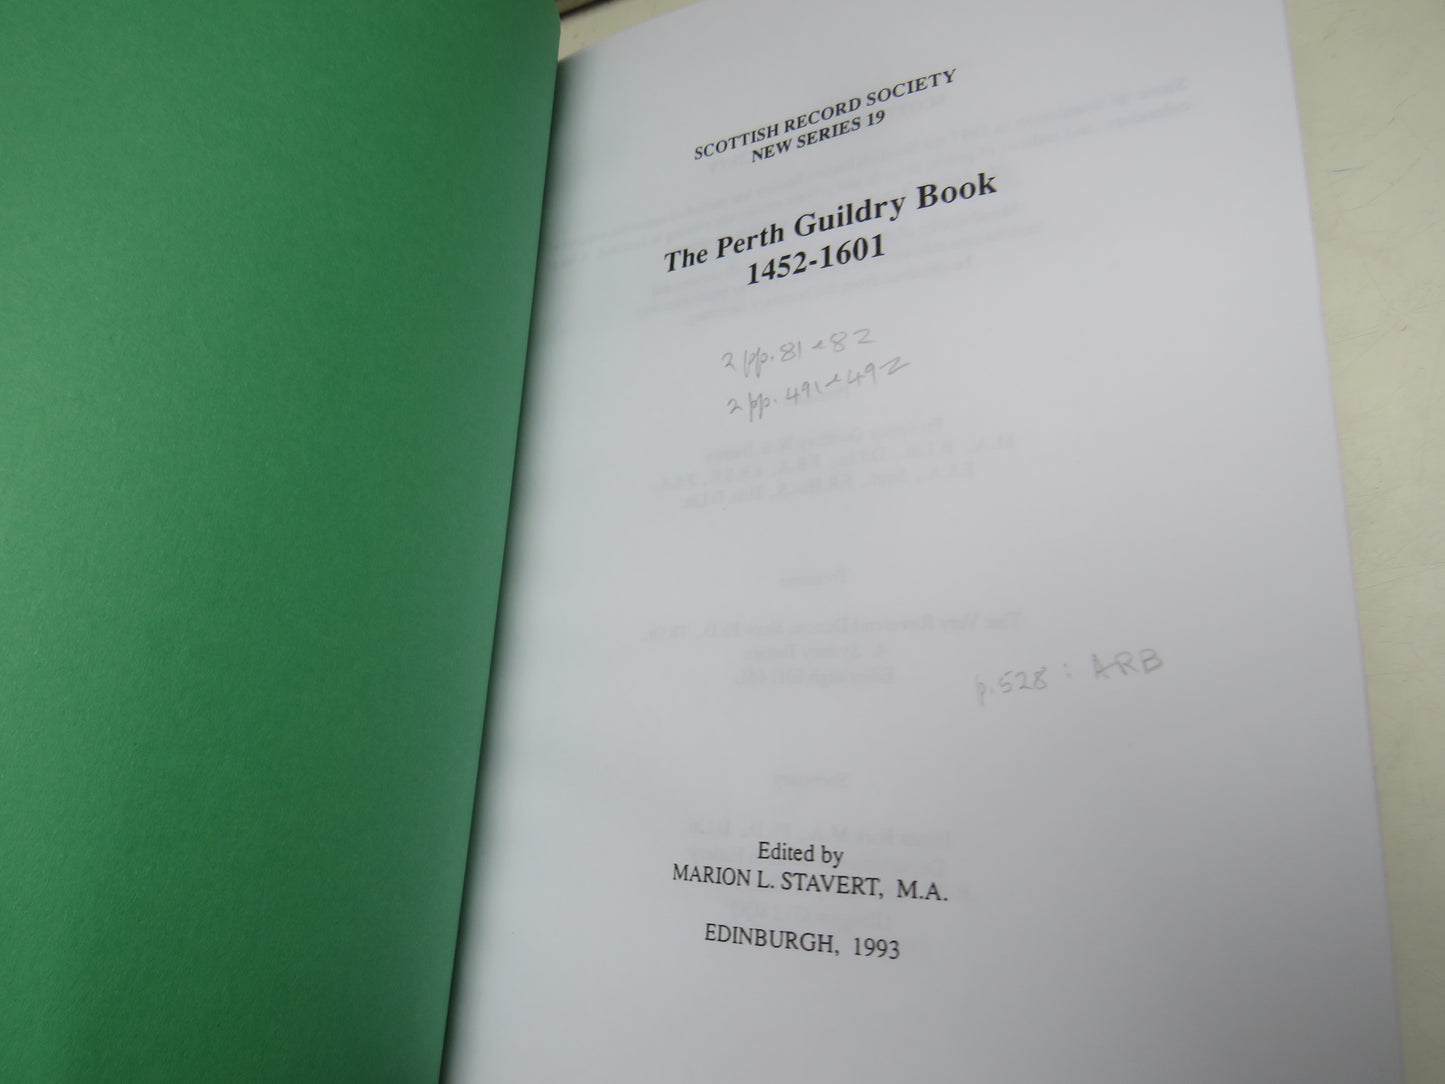 SCOTTISH RECORD SOCIETY
NEW SERIES 19
The Perth Guildry Book
1452-1601
2 pp. 81 & 82
2 pp. 491 & 492
p.528 : ARB
Edited by
MARION L. STAVERT, M.A.
EDINBURGH, 1993